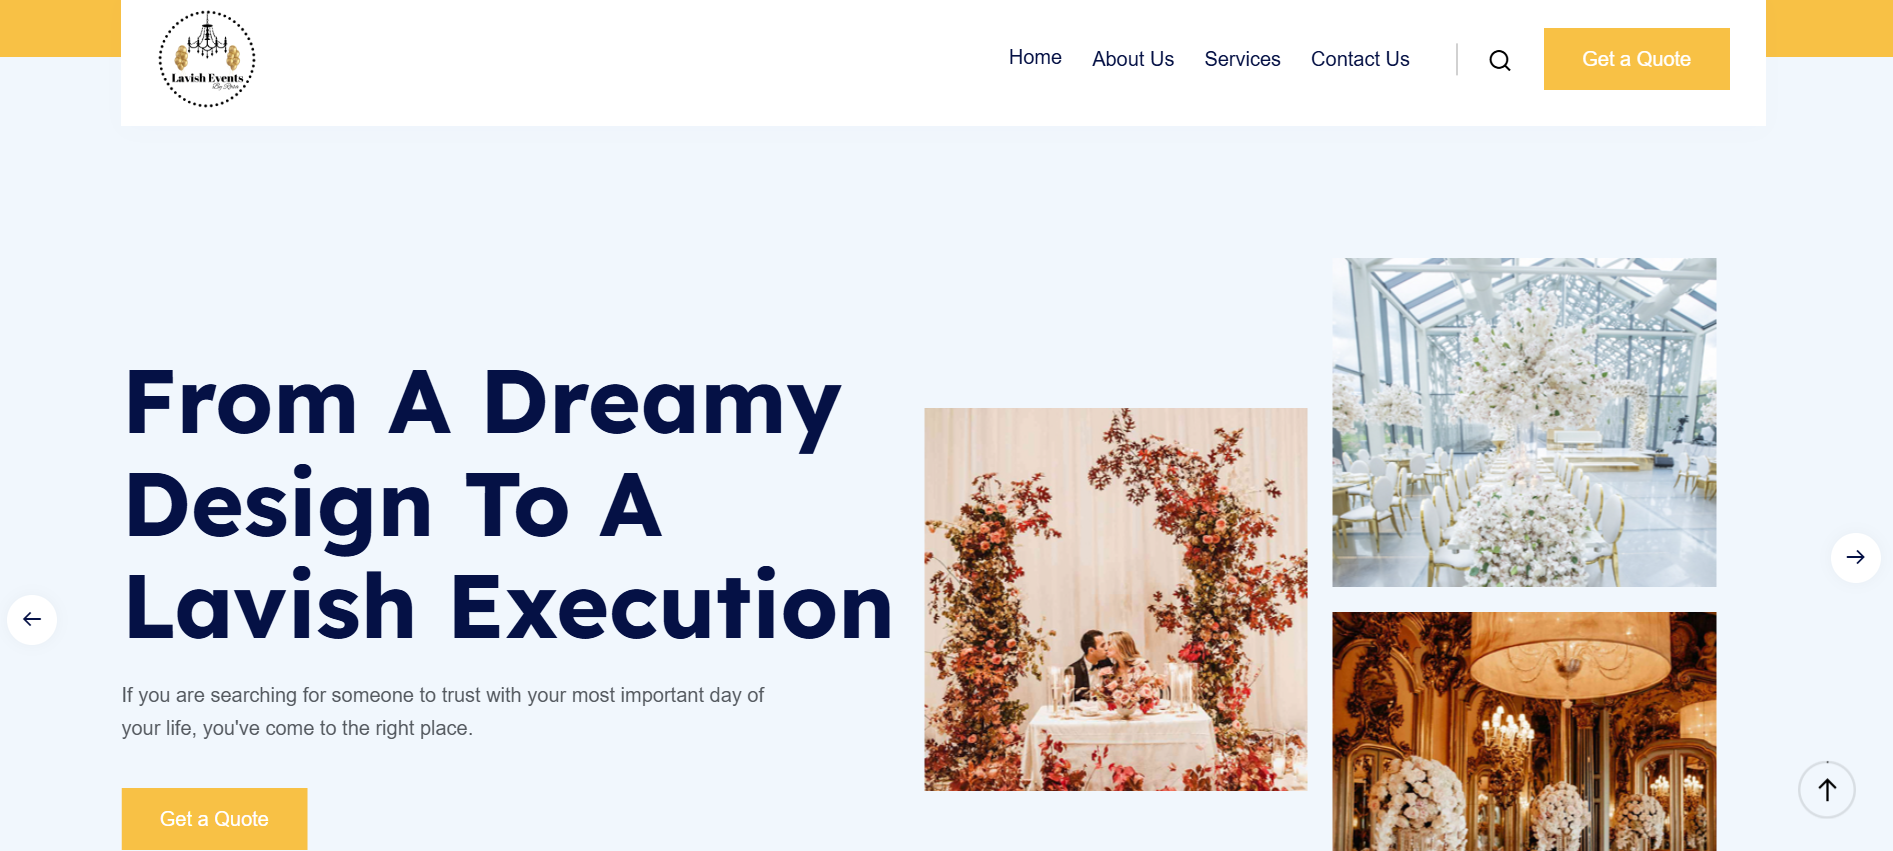 Lavish Events
By Rosa
Home
About Us
Services
Contact Us
Get a Quote
From A Dreamy
Design To A
Lavish Execution
If you are searching for someone to trust with your most important day of
your life, you've come to the right place.
Get a Quote